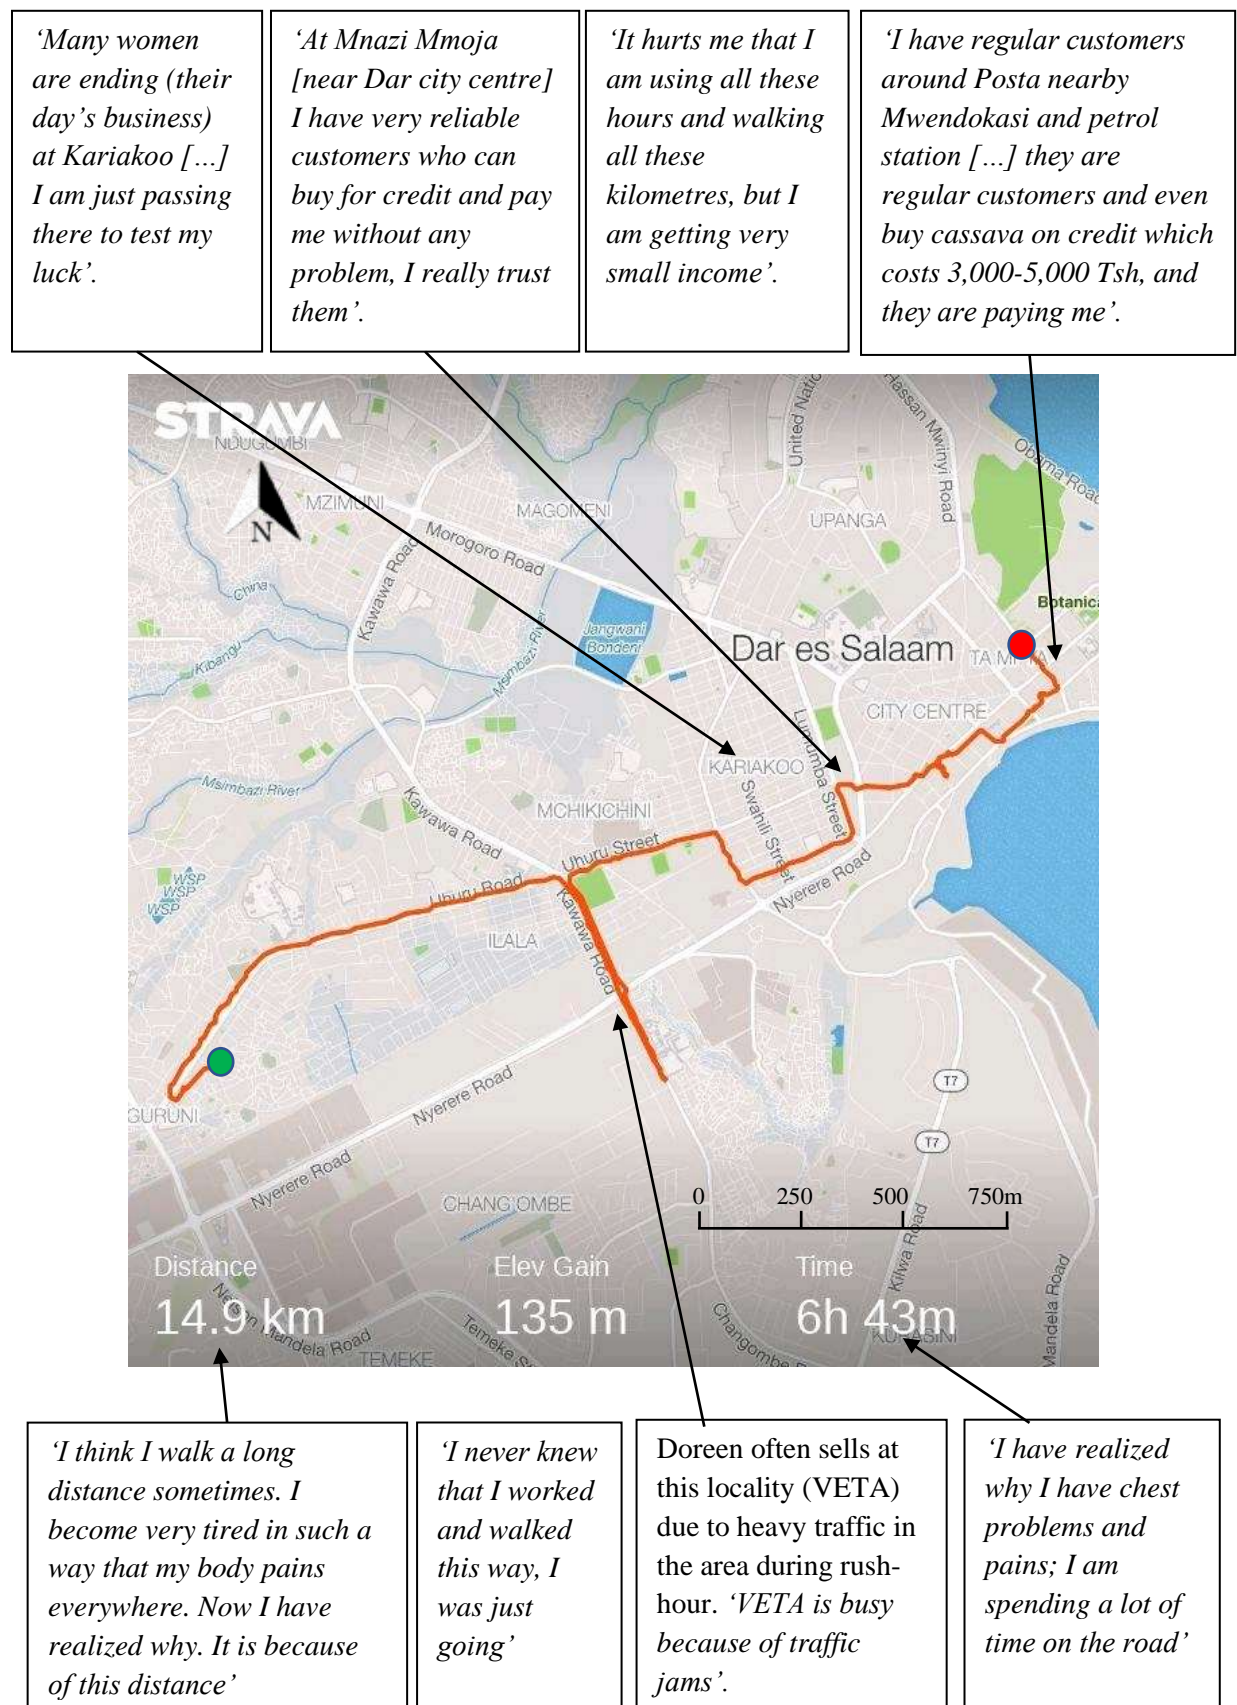 ‘Many women
are ending (their
day’s business)
at Kariakoo […]
I am just passing
there to test my
luck’.
‘At Mnazi Mmoja
[near Dar city centre]
I have very reliable
customers who can
buy for credit and pay
me without any
problem, I really trust
them’.
‘It hurts me that I
am using all these
hours and walking
all these
kilometres, but I
am getting very
small income’.
‘I have regular customers
around Posta nearby
Mwendokasi and petrol
station […] they are
regular customers and even
buy cassava on credit which
costs 3,000-5,000 Tsh, and
they are paying me’.
STRAVA
NDUGUMBI
N
MZIMUNI
MAGOMENI
Morogoro Road
Kawawa Road
United Natio
Hassan Mwinyi Road
Obama Road
UPANGA
China
Kibangu
Msimbazi River
Jangwani
Bondeni
Botanica
Dar es Salaam
CITY CENTRE
Lumumba Street
KARIAKOO
Swahili Street
Msimbazi River
Kawawa Road
MCHIKICHINI
Uhuru Street
Nyerere Road
WSP
WSP
WSP
Uhuru Road
Kawawa Road
ILALA
GURUNI
Nyerere Road
T7
T7
Nyerere Road
CHANG'OMBE
0 250 500 750m
Kilwa Road
Mandela Road
Distance
Elev Gain
Time
14.9 km
135 m
6h 43m
Nelson Mandela Road
TEMEKE
Temeke S
Changombe
KURASINI
‘I think I walk a long
distance sometimes. I
become very tired in such a
way that my body pains
everywhere. Now I have
realized why. It is because
of this distance’
‘I never knew
that I worked
and walked
this way, I
was just
going’
Doreen often sells at
this locality (VETA)
due to heavy traffic in
the area during rush-
hour. ‘VETA is busy
because of traffic
jams’.
‘I have realized
why I have chest
problems and
pains; I am
spending a lot of
time on the road’